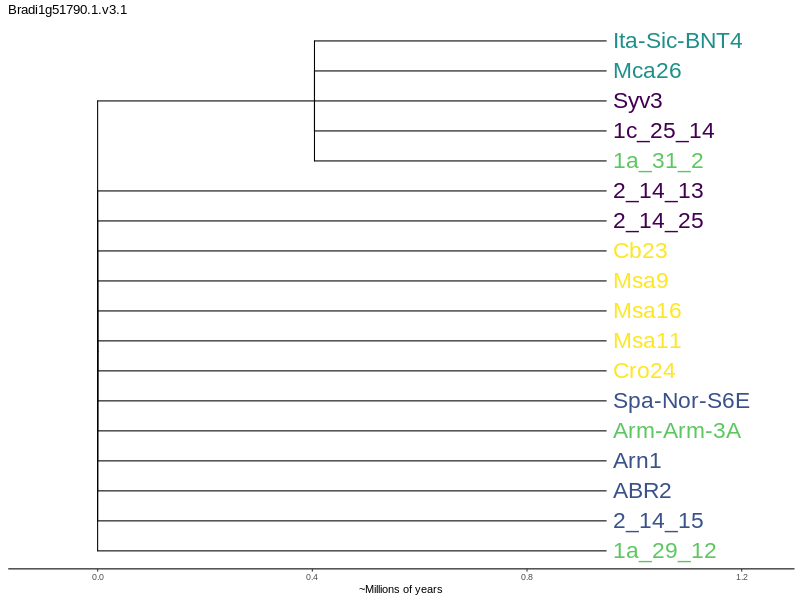 Bradi1g51790.1.v3.1
Ita-Sic-BNT4
Mca26
Syv3
1c_25_14
1a_31_2
2_14_13
2_14_25
Cb23
Msa9
Msa16
Msa11
Cro24
Spa-Nor-S6E
Arm-Arm-3A
Arn1
ABR2
2_14_15
1a_29_12
0.0 0.4 0.8 1.2
~Millions of years